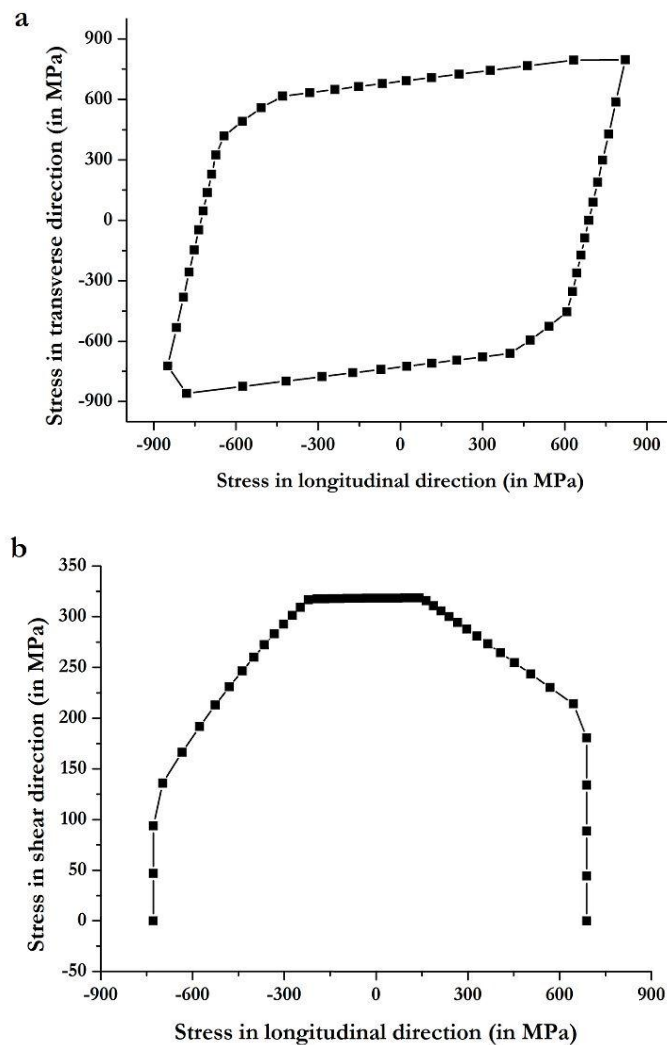 a
Stress in transverse direction (in MPa)
900
600
300
0
-300
-600
-900
-900 -600 -300 0 300 600 900
Stress in longitudinal direction (in MPa)
b
Stress in shear direction (in MPa)
350
300
250
200
150
100
50
0
-50
-900 -600 -300 0 300 600 900
Stress in longitudinal direction (in MPa)